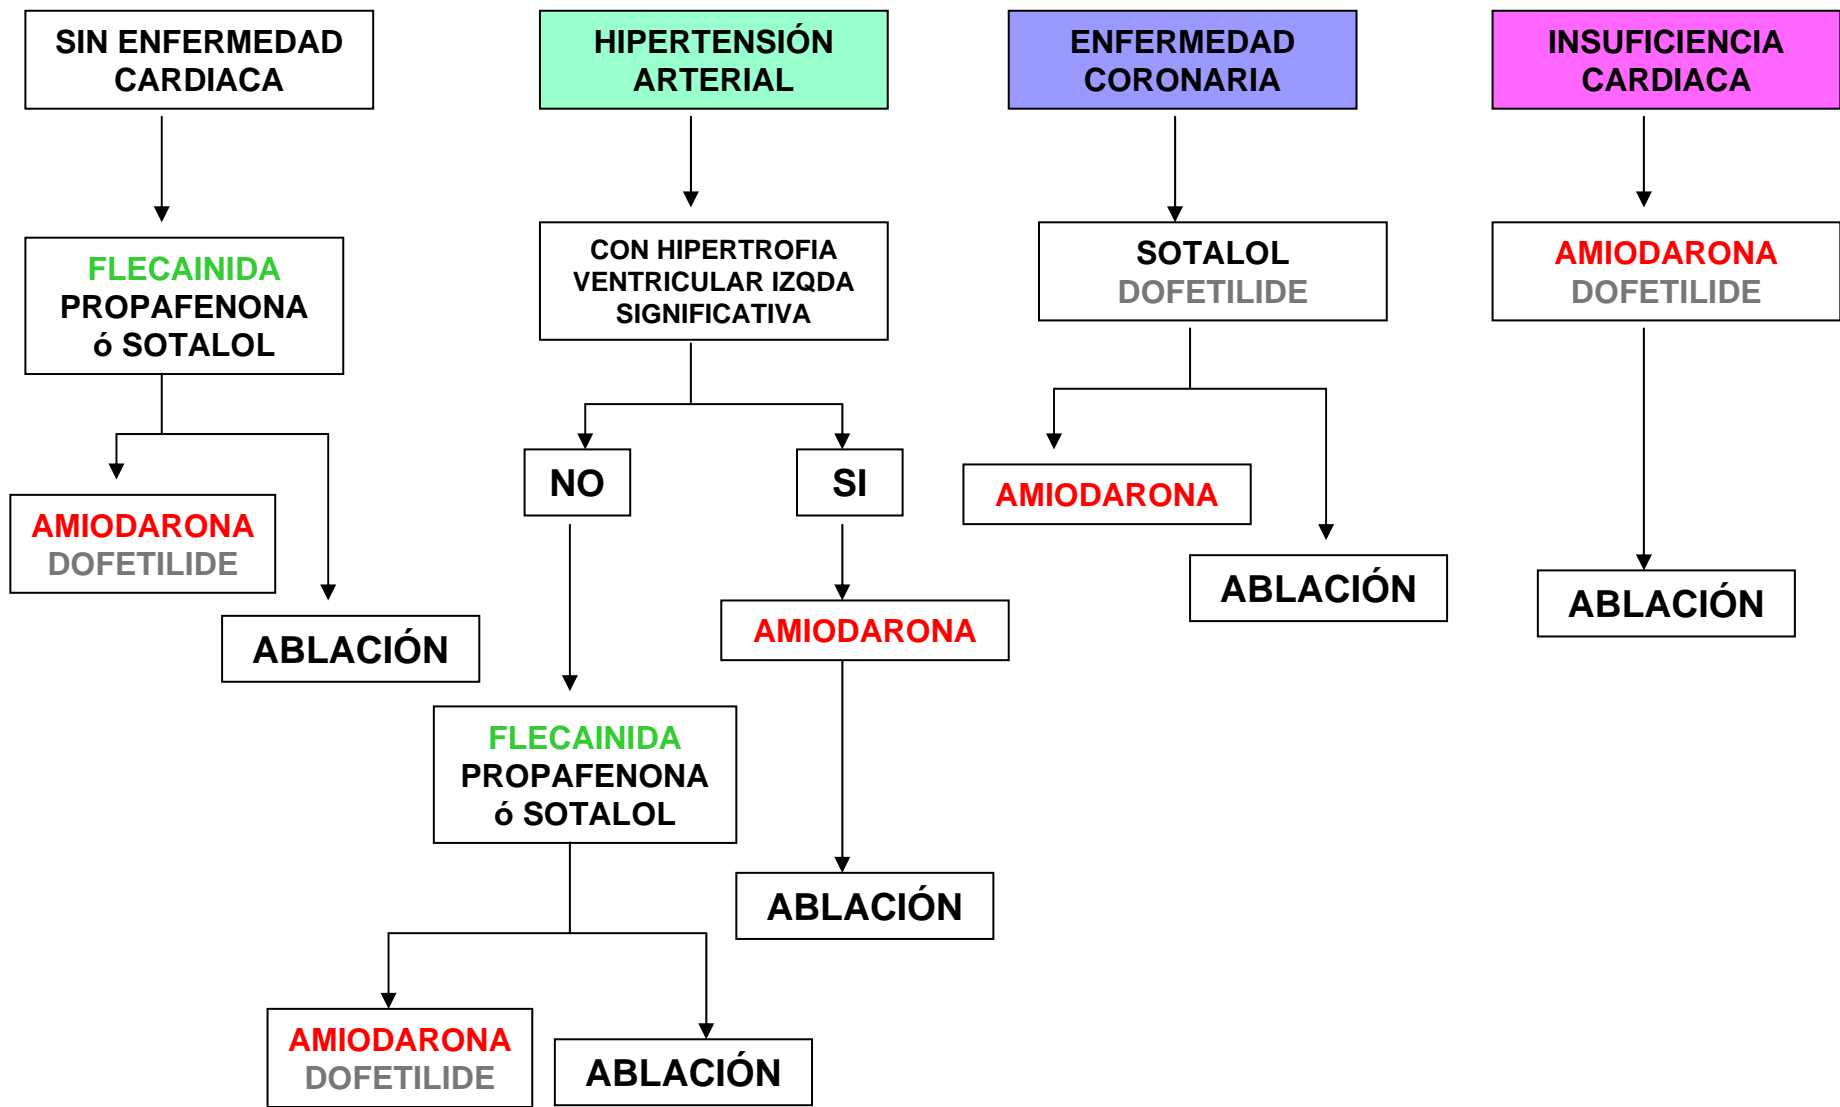 SIN ENFERMEDAD
CARDIACA
HIPERTENSIÓN
ARTERIAL
ENFERMEDAD
CORONARIA
INSUFICIENCIA
CARDIACA
FLECAINIDA
PROPAFENONA
ó SOTALOL
CON HIPERTROFIA
VENTRICULAR IZQDA
SIGNIFICATIVA
SOTALOL
DOFETILIDE
AMIODARONA
DOFETILIDE
AMIODARONA
DOFETILIDE
ABLACIÓN
NO
SI
AMIODARONA
ABLACIÓN
ABLACIÓN
AMIODARONA
FLECAINIDA
PROPAFENONA
ó SOTALOL
ABLACIÓN
AMIODARONA
DOFETILIDE
ABLACIÓN